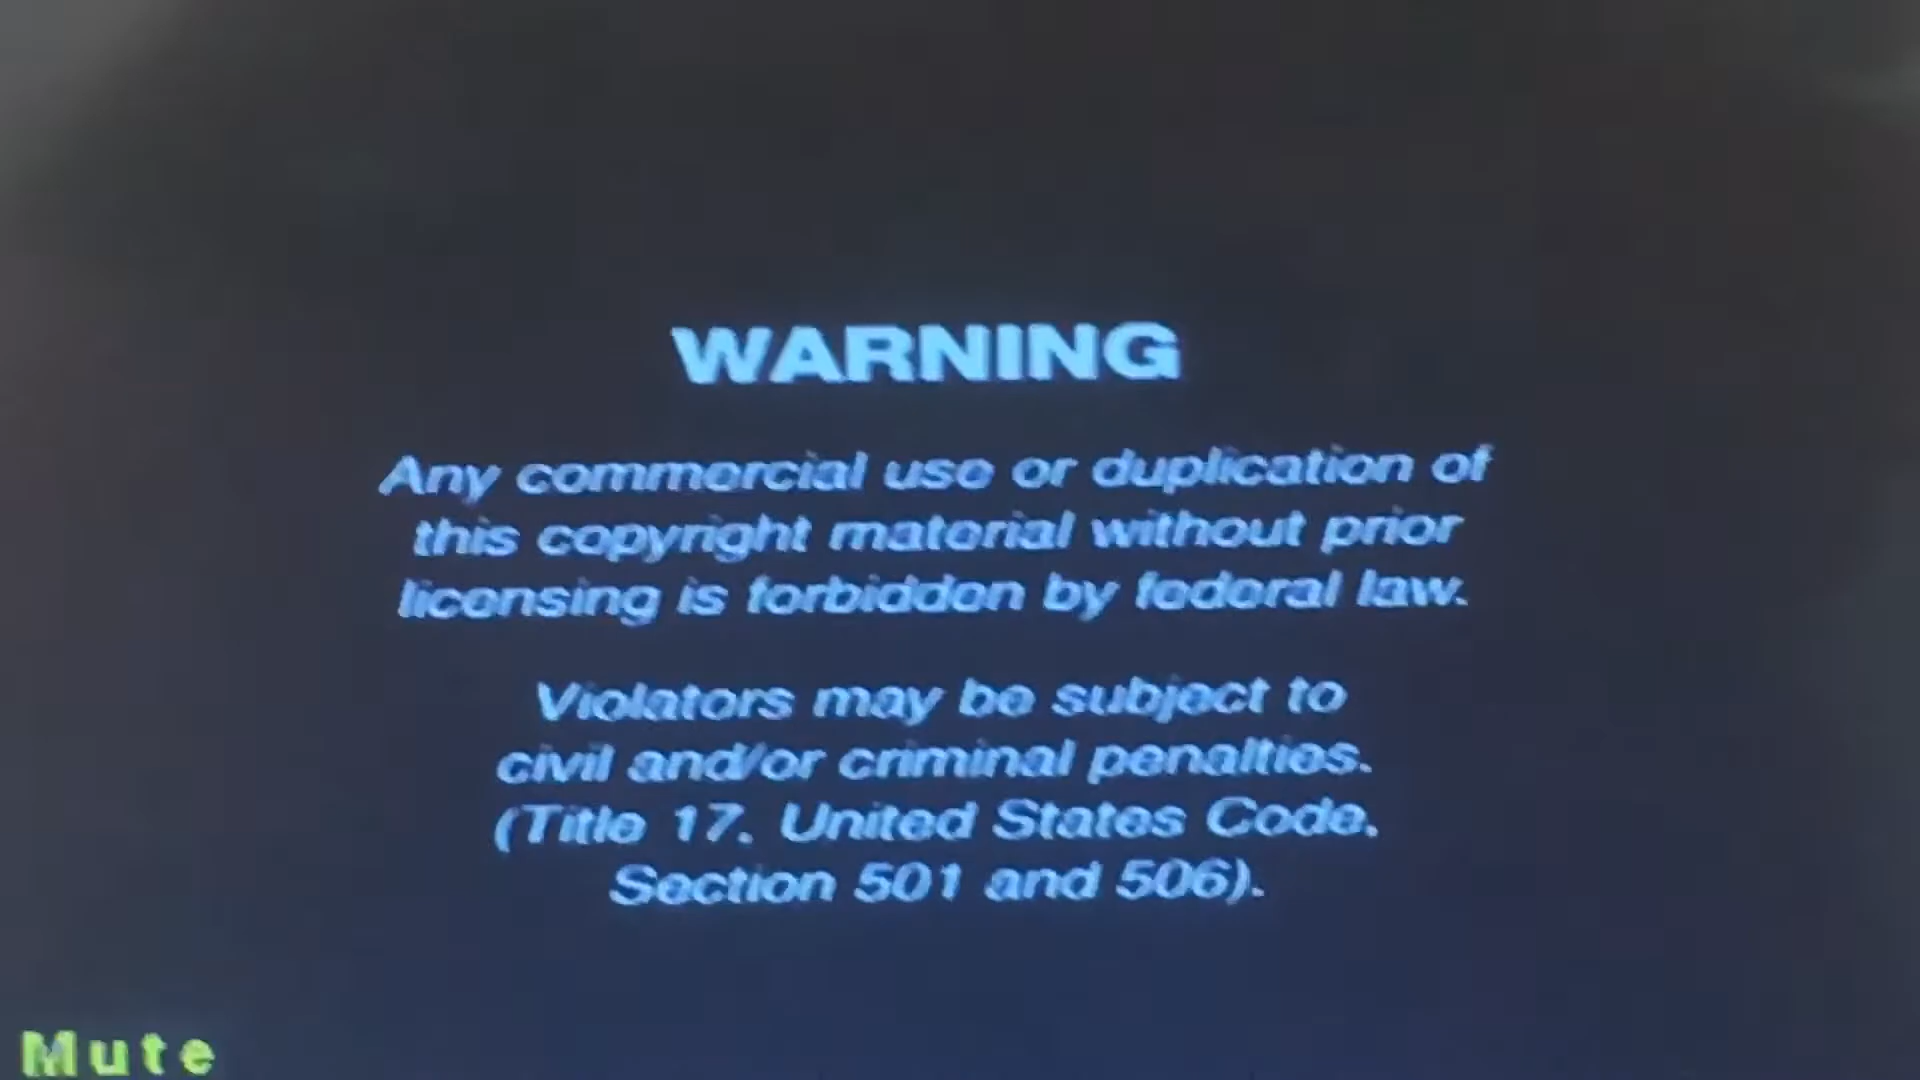 WARNING
Any commercial use or duplication of
this copyright material without prior
licensing is forbidden by federal law.
Violators may be subject to
civil and/or criminal penalties.
(Title 17, United States Code,
Section 501 and 506).
Mute